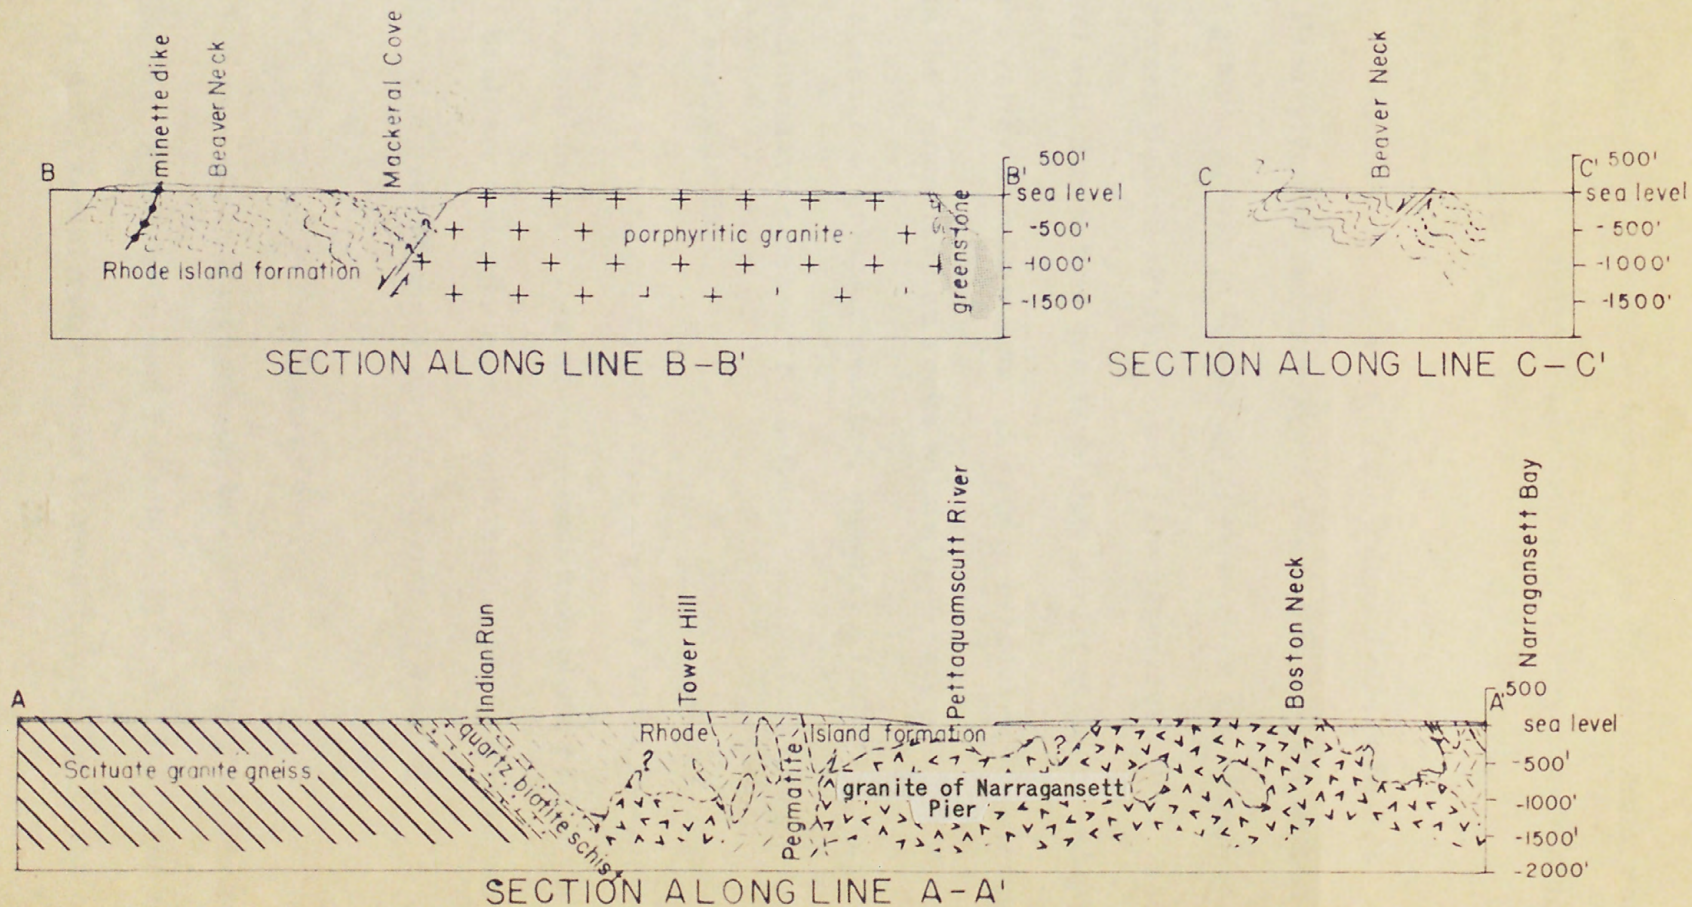 minette dike
Beaver Neck
Mackeral Cove
B
B'
500'
sea level
-500'
-1000'
-1500'
porphyritic granite
Rhode Island formation
greenstone
SECTION ALONG LINE B-B'
Beaver Neck
C
C'
500'
sea level
-500'
-1000'
-1500'
SECTION ALONG LINE C-C'
Indian Run
Tower Hill
Pettaquamscutt River
Boston Neck
Narragansett Bay
A
A'
500
sea level
-500'
-1000'
-1500'
-2000'
Scituate granite gneiss
quartz biotite schist
Rhode Island formation
?
?
Pegmatite
granite of Narragansett
Pier
SECTION ALONG LINE A-A'